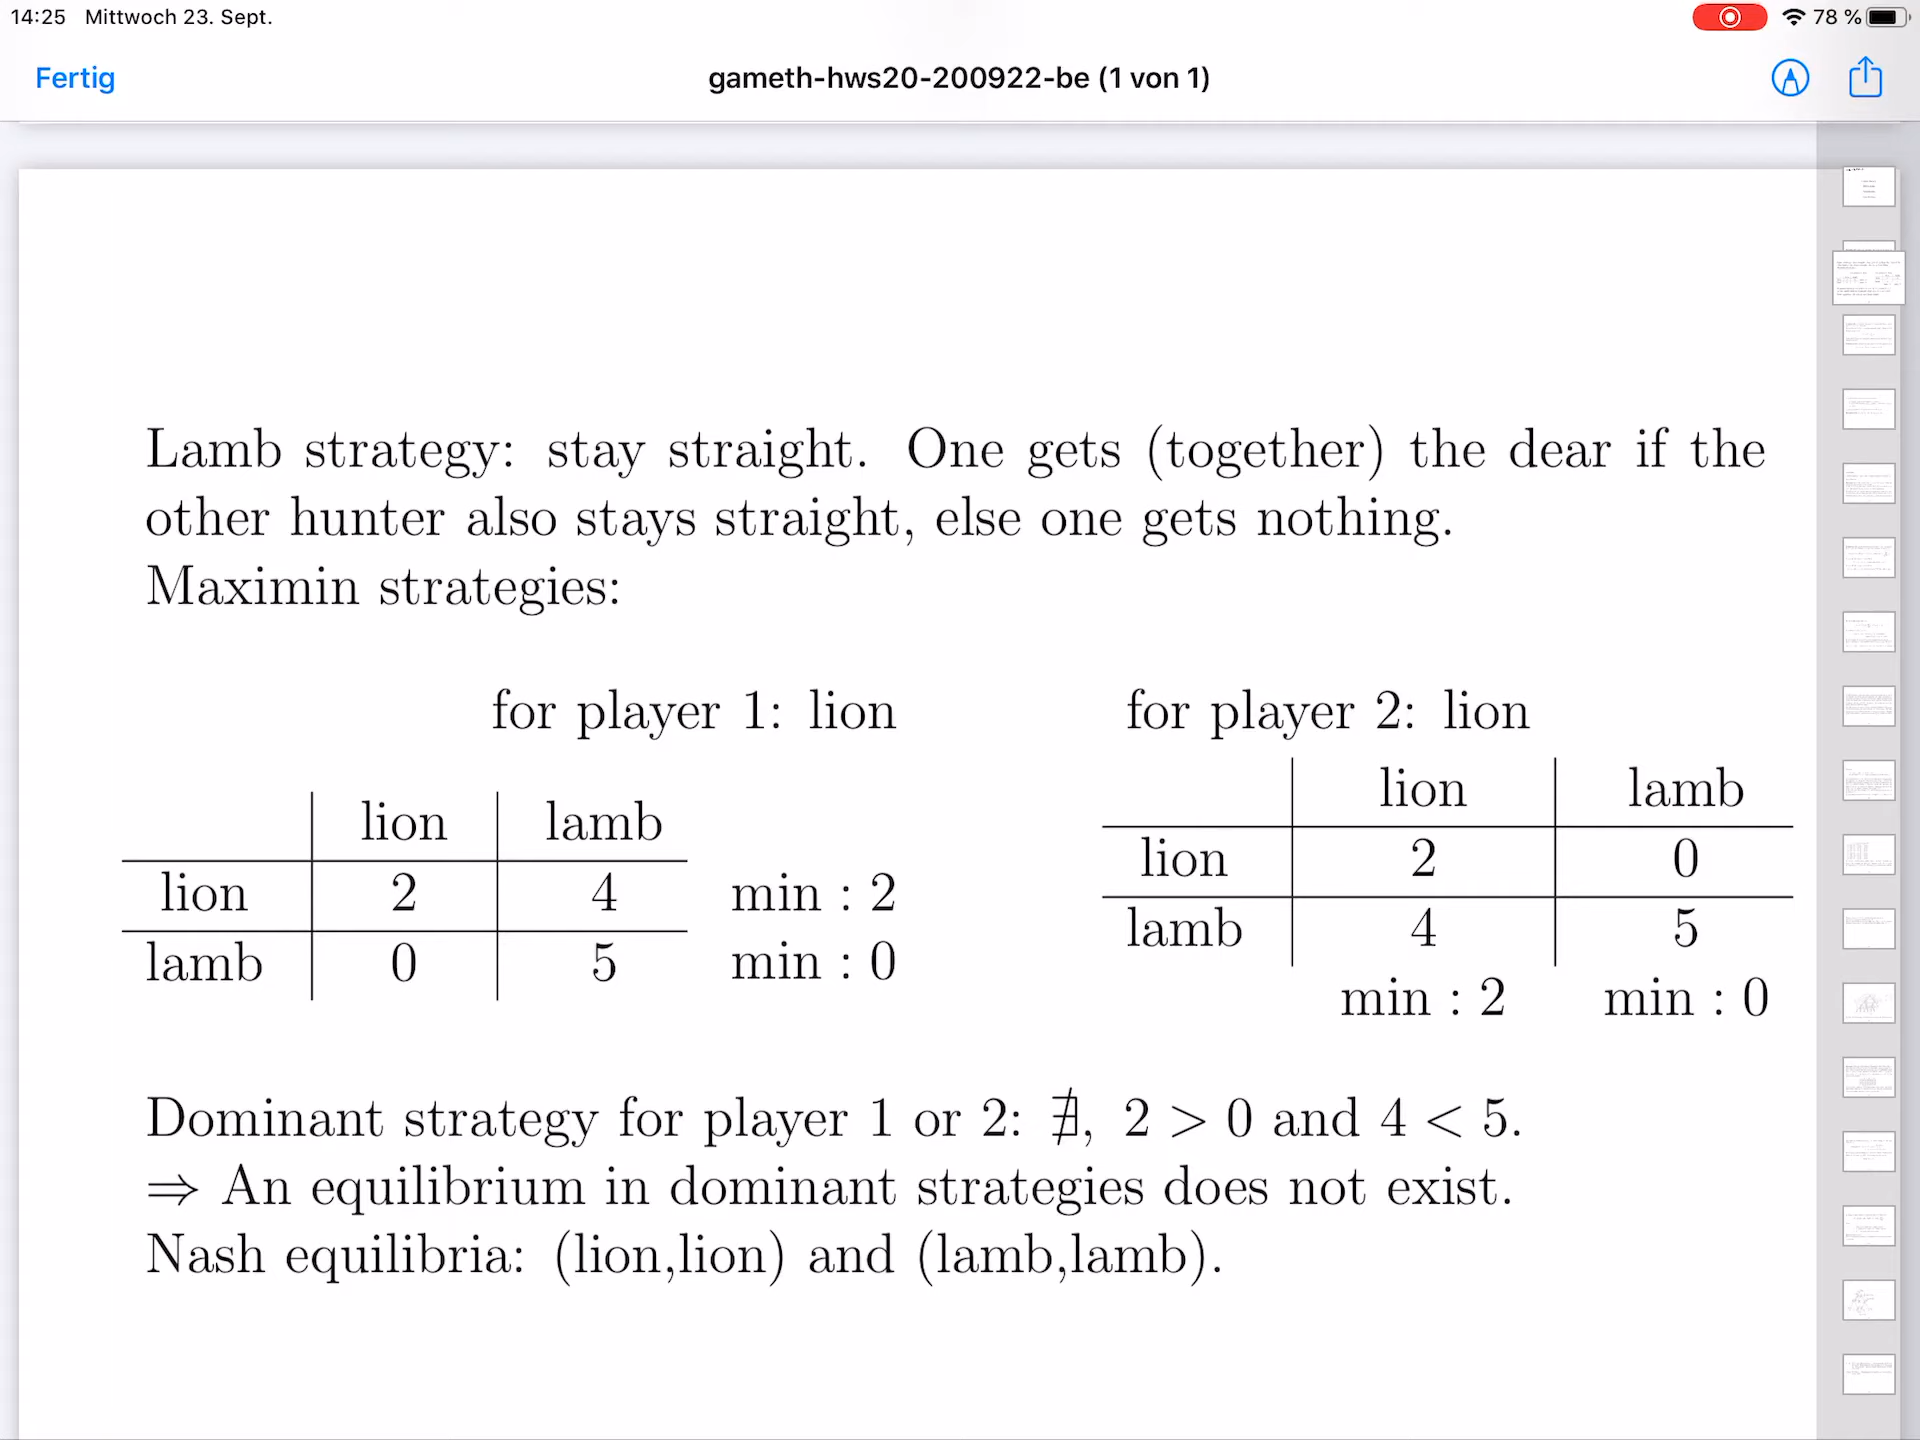 14:25 Mittwoch 23. Sept.
78 %
Fertig
gameth-hws20-200922-be (1 von 1)
Lamb strategy: stay straight. One gets (together) the dear if the
other hunter also stays straight, else one gets nothing.
Maximin strategies:
for player 1: lion
lion lamb
lion 2 4 min : 2
lamb 0 5 min : 0
for player 2: lion
lion lamb
lion 2 0
lamb 4 5
min : 2 min : 0
Dominant strategy for player 1 or 2: ∄, 2 > 0 and 4 < 5.
⇒ An equilibrium in dominant strategies does not exist.
Nash equilibria: (lion,lion) and (lamb,lamb).